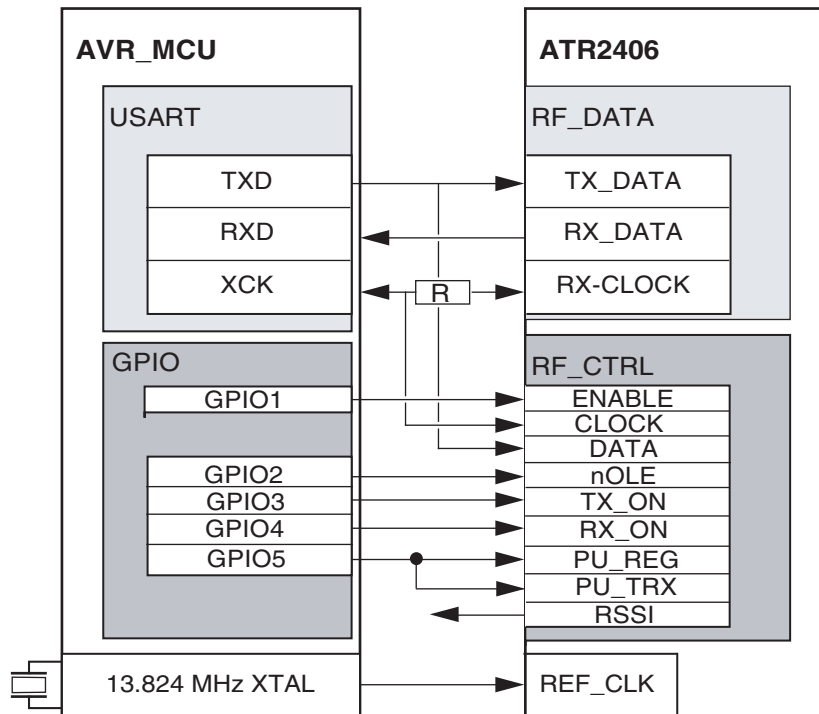 AVR_MCU
ATR2406
USART
RF_DATA
TXD
TX_DATA
RXD
RX_DATA
XCK
R
RX-CLOCK
GPIO
RF_CTRL
GPIO1
ENABLE
CLOCK
DATA
GPIO2
nOLE
GPIO3
TX_ON
GPIO4
RX_ON
GPIO5
PU_REG
PU_TRX
RSSI
13.824 MHz XTAL
REF_CLK